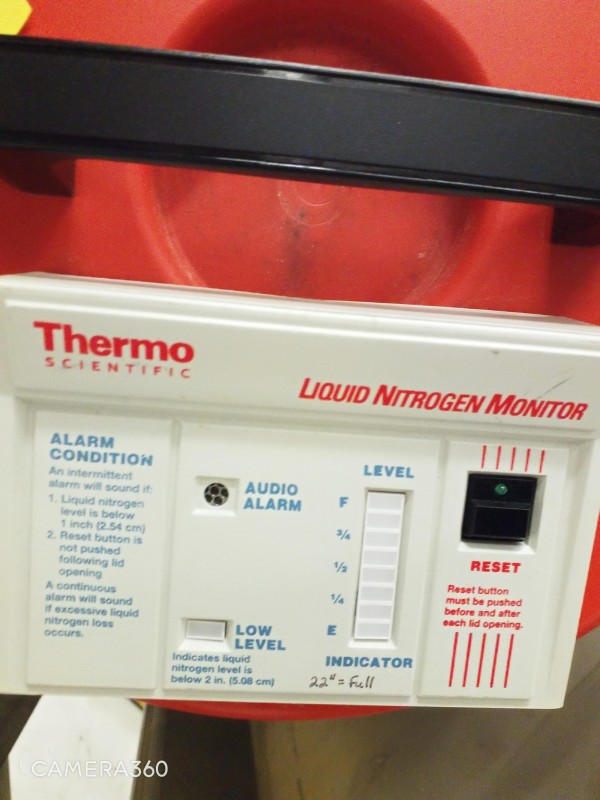 Thermo
SCIENTIFIC
LIQUID NITROGEN MONITOR
ALARM
CONDITION
An intermittent
alarm will sound if:
1. Liquid nitrogen
level is below
1 inch (2.54 cm)
2. Reset button is
not pushed
following lid
opening
A continuous
alarm will sound
if excessive liquid
nitrogen loss
occurs.
AUDIO
ALARM
LOW
LEVEL
Indicates liquid
nitrogen level is
below 2 in. (5.08 cm)
LEVEL
F
3/4
1/2
1/4
E
INDICATOR
22" = Full
RESET
Reset button
must be pushed
before and after
each lid opening.
CAMERA360